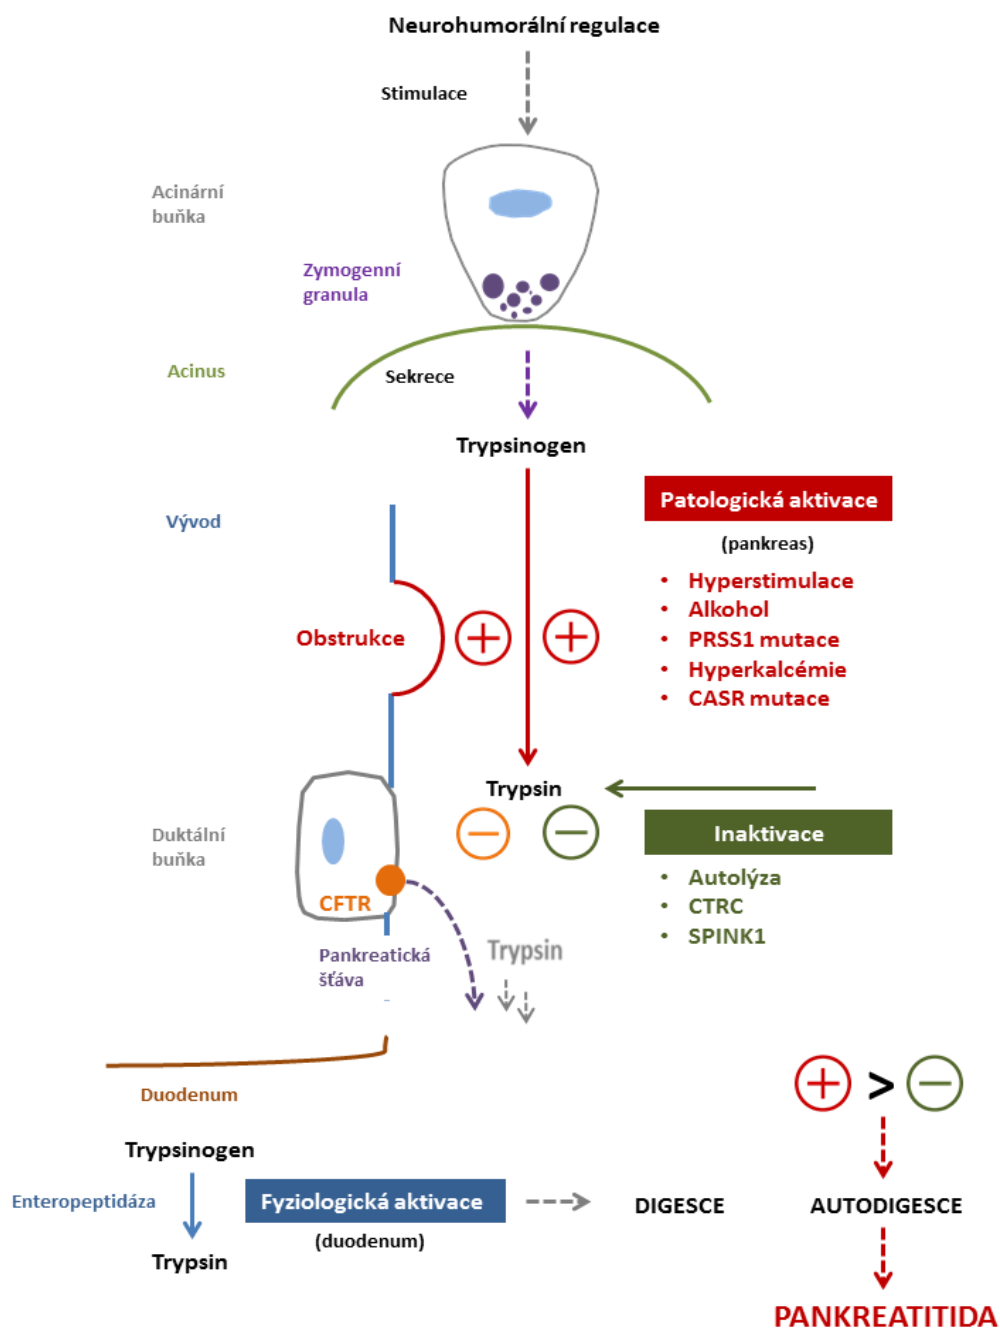 Neurohumorální regulace
Stimulace
Acinární
buňka
Zymogenní
granula
Acinus
Sekrece
Trypsinogen
Patologická aktivace
(pankreas)
Vývod
• Hyperstimulace
• Alkohol
• PRSS1 mutace
• Hyperkalcémie
• CASR mutace
Obstrukce
Trypsin
Inaktivace
• Autolýza
• CTRC
• SPINK1
Duktální
buňka
CFTR
Pankreatická
šťáva
Trypsin
Duodenum
>
Trypsinogen
Enteropeptidáza
Fyziologická aktivace
(duodenum)
DIGESCE
AUTODIGESCE
Trypsin
PANKREATITIDA